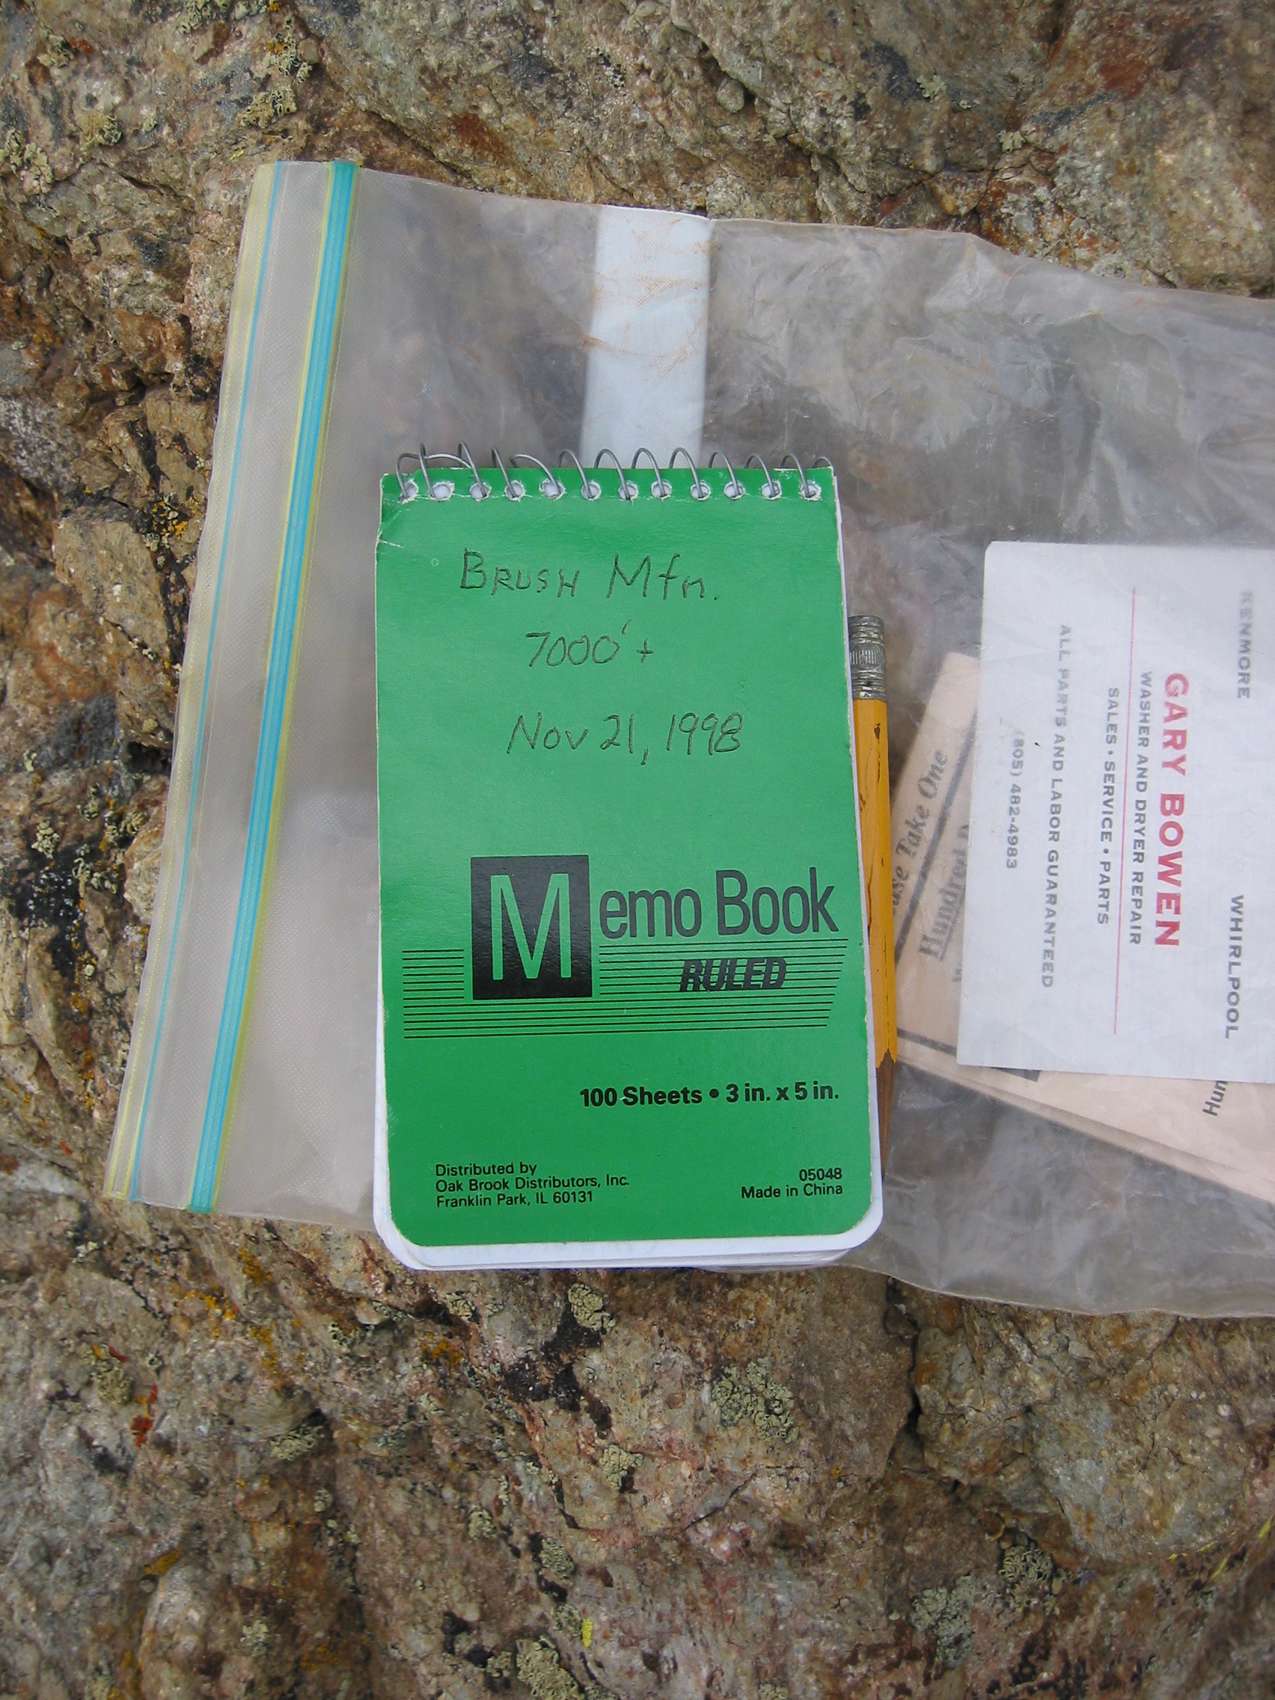 BRUSH Mtn.
7000'+
Nov 21, 1998
Memo Book
RULED
100 Sheets • 3 in. x 5 in.
Distributed by
Oak Brook Distributors, Inc.
Franklin Park, IL 60131
05048
Made in China
KENMORE
WHIRLPOOL
GARY BOWEN
WASHER AND DRYER REPAIR
SALES • SERVICE • PARTS
ALL PARTS AND LABOR GUARANTEED
(805) 482-4983
Take One
Hundred